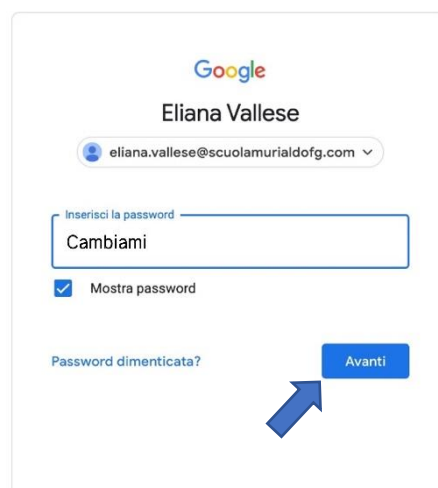 Google
Eliana Vallese
eliana.vallese@scuolamurialdofg.com
Inserisci la password
Cambiami
Mostra password
Password dimenticata?
Avanti